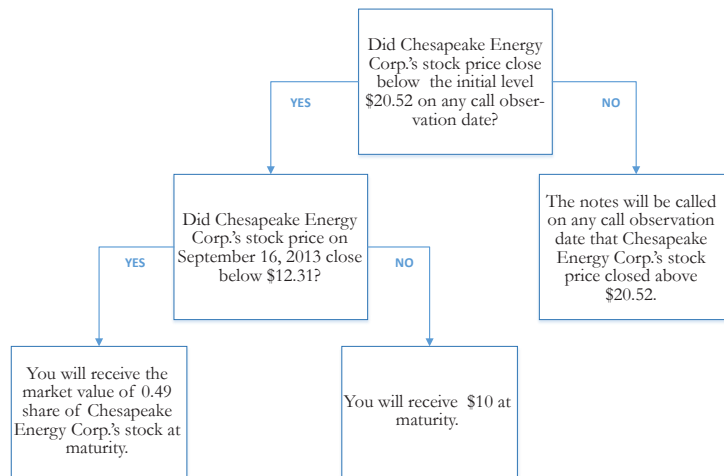 Did Chesapeake Energy
Corp.'s stock price close
below the initial level
$20.52 on any call obser-
vation date?
YES
NO
Did Chesapeake Energy
Corp.'s stock price on
September 16, 2013 close
below $12.31?
The notes will be called
on any call observation
date that Chesapeake
Energy Corp.'s stock
price closed above
$20.52.
YES
NO
You will receive the
market value of 0.49
share of Chesapeake
Energy Corp.'s stock at
maturity.
You will receive $10 at
maturity.